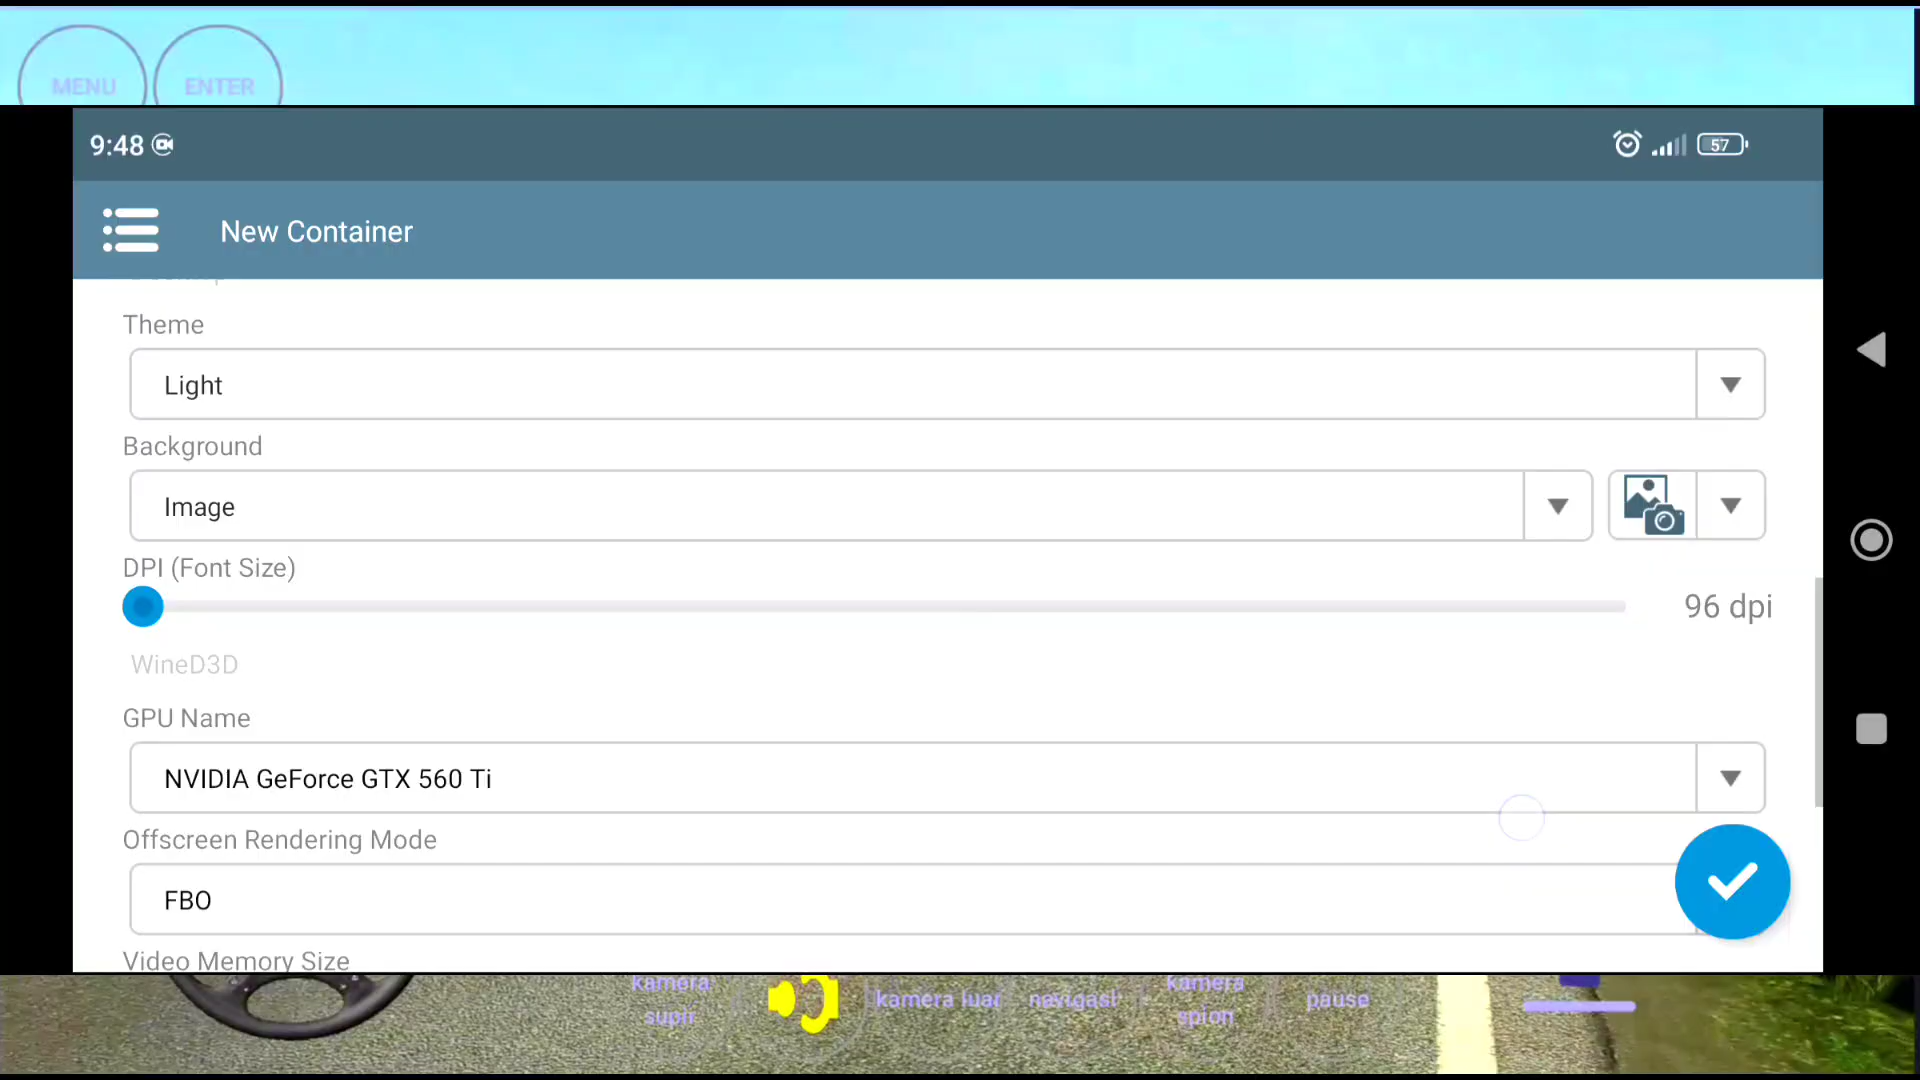 MENU
ENTER
9:48
57
New Container
Theme
Light
Background
Image
DPI (Font Size)
96 dpi
WineD3D
GPU Name
NVIDIA GeForce GTX 560 Ti
Offscreen Rendering Mode
FBO
Video Memory Size
kamera supir
kamera luar
navigasi
kamera spion
pause